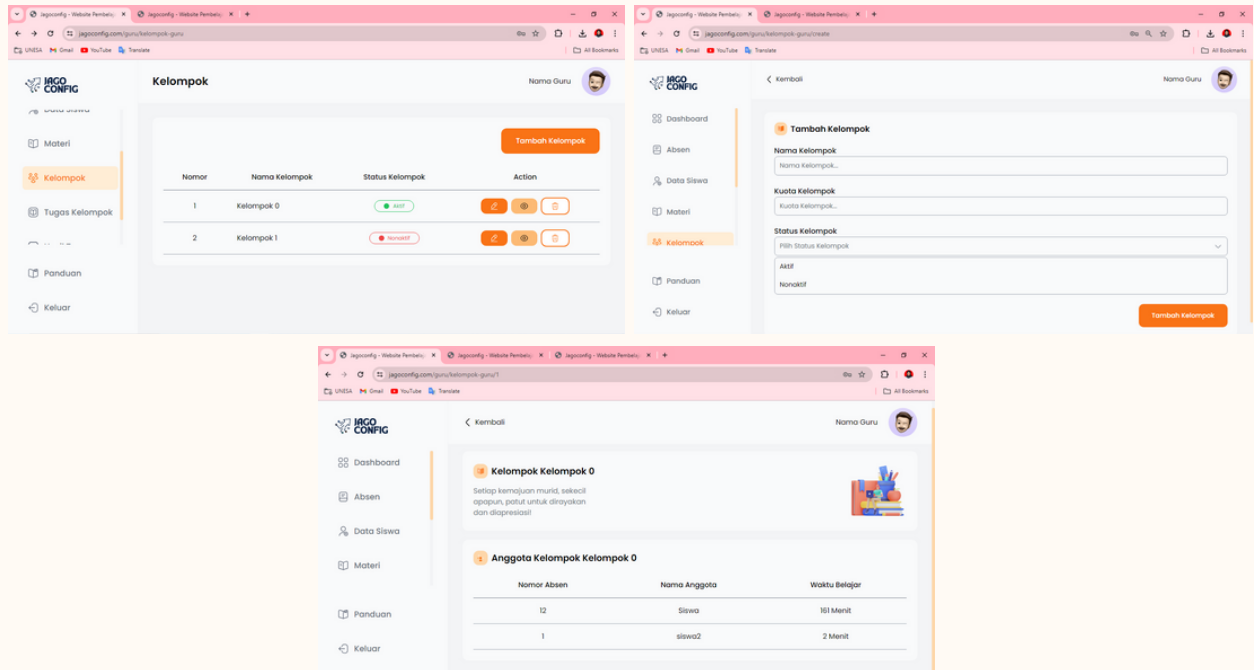 Jagoconfig - Website Pembelaj
Jagoconfig - Website Pembelaj
jagoconfig.com/guru/kelompok-guru
UNESA
Gmail
YouTube
Translate
All Bookmarks
JAGO
CONFIG
Kelompok
Nama Guru
Data Siswa
Materi
Kelompok
Tugas Kelompok
Panduan
Keluar
Tambah Kelompok
Nomor Nama Kelompok Status Kelompok Action
1 Kelompok 0 Aktif
2 Kelompok 1 Nonaktif
Jagoconfig - Website Pembelaj
Jagoconfig - Website Pembelaj
jagoconfig.com/guru/kelompok-guru/create
UNESA
Gmail
YouTube
Translate
All Bookmarks
JAGO
CONFIG
Kembali
Nama Guru
Dashboard
Absen
Data Siswa
Materi
Kelompok
Panduan
Keluar
Tambah Kelompok
Nama Kelompok
Nama Kelompok...
Kuota Kelompok
Kuota Kelompok...
Status Kelompok
Pilih Status Kelompok
Aktif
Nonaktif
Tambah Kelompok
Jagoconfig - Website Pembelaj
Jagoconfig - Website Pembelaj
Jagoconfig - Website Pembelaj
jagoconfig.com/guru/kelompok-guru/1
UNESA
Gmail
YouTube
Translate
All Bookmarks
JAGO
CONFIG
Kembali
Nama Guru
Dashboard
Absen
Data Siswa
Materi
Panduan
Keluar
Kelompok Kelompok 0
Setiap kemajuan murid, sekecil
apapun, patut untuk dirayakan
dan diapresiasi!
Anggota Kelompok Kelompok 0
Nomor Absen Nama Anggota Waktu Belajar
12 Siswa 161 Menit
1 siswa2 2 Menit